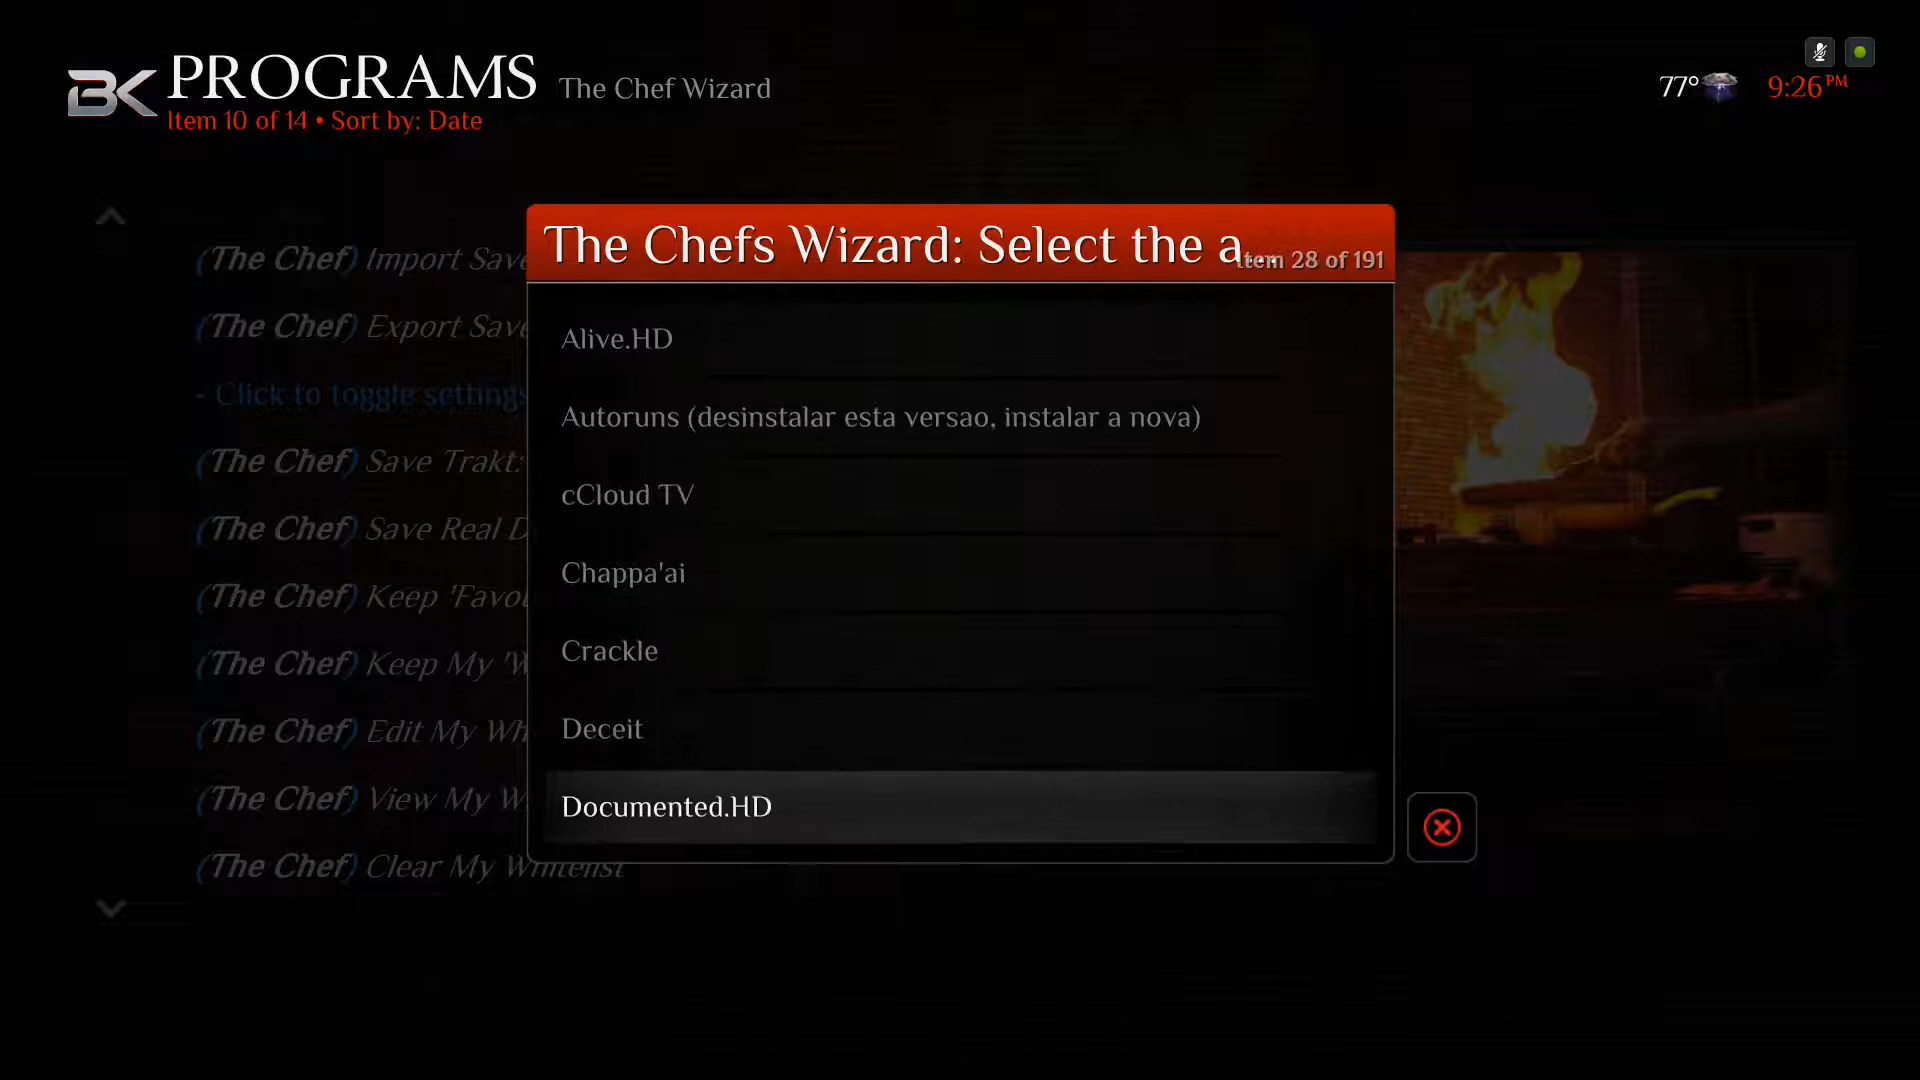 BK PROGRAMS The Chef Wizard
Item 10 of 14 • Sort by: Date
77° 9:26 PM
The Chefs Wizard: Select the a...
Item 28 of 191
Alive.HD
Autoruns (desinstalar esta versao, instalar a nova)
cCloud TV
Chappa'ai
Crackle
Deceit
Documented.HD
(The Chef) Import Save
(The Chef) Export Save
- Click to toggle settings
(The Chef) Save Trakt:
(The Chef) Save Real D
(The Chef) Keep 'Favou
(The Chef) Keep My 'W
(The Chef) Edit My Wh
(The Chef) View My W
(The Chef) Clear My Whitelist